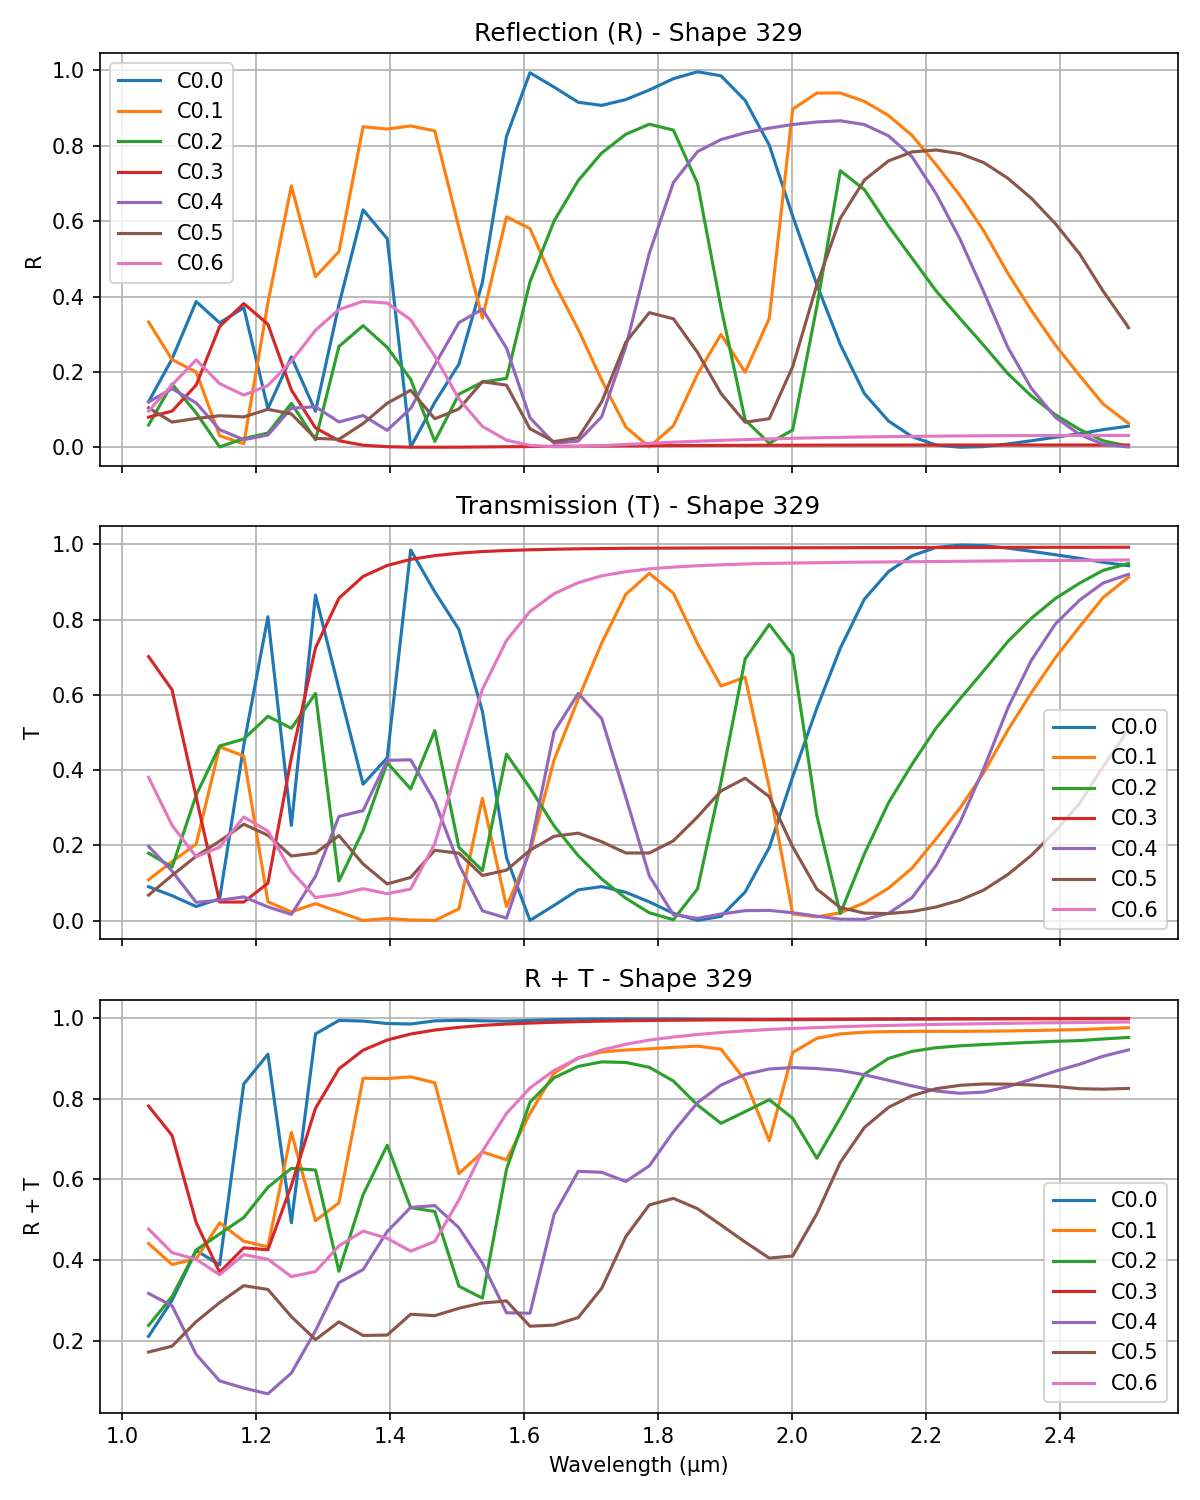 Reflection (R) - Shape 329
1.0
0.8
0.6
0.4
0.2
0.0
R
C0.0
C0.1
C0.2
C0.3
C0.4
C0.5
C0.6
Transmission (T) - Shape 329
1.0
0.8
0.6
0.4
0.2
0.0
T
C0.0
C0.1
C0.2
C0.3
C0.4
C0.5
C0.6
R + T - Shape 329
1.0
0.8
0.6
0.4
0.2
R + T
C0.0
C0.1
C0.2
C0.3
C0.4
C0.5
C0.6
1.0 1.2 1.4 1.6 1.8 2.0 2.2 2.4
Wavelength (μm)